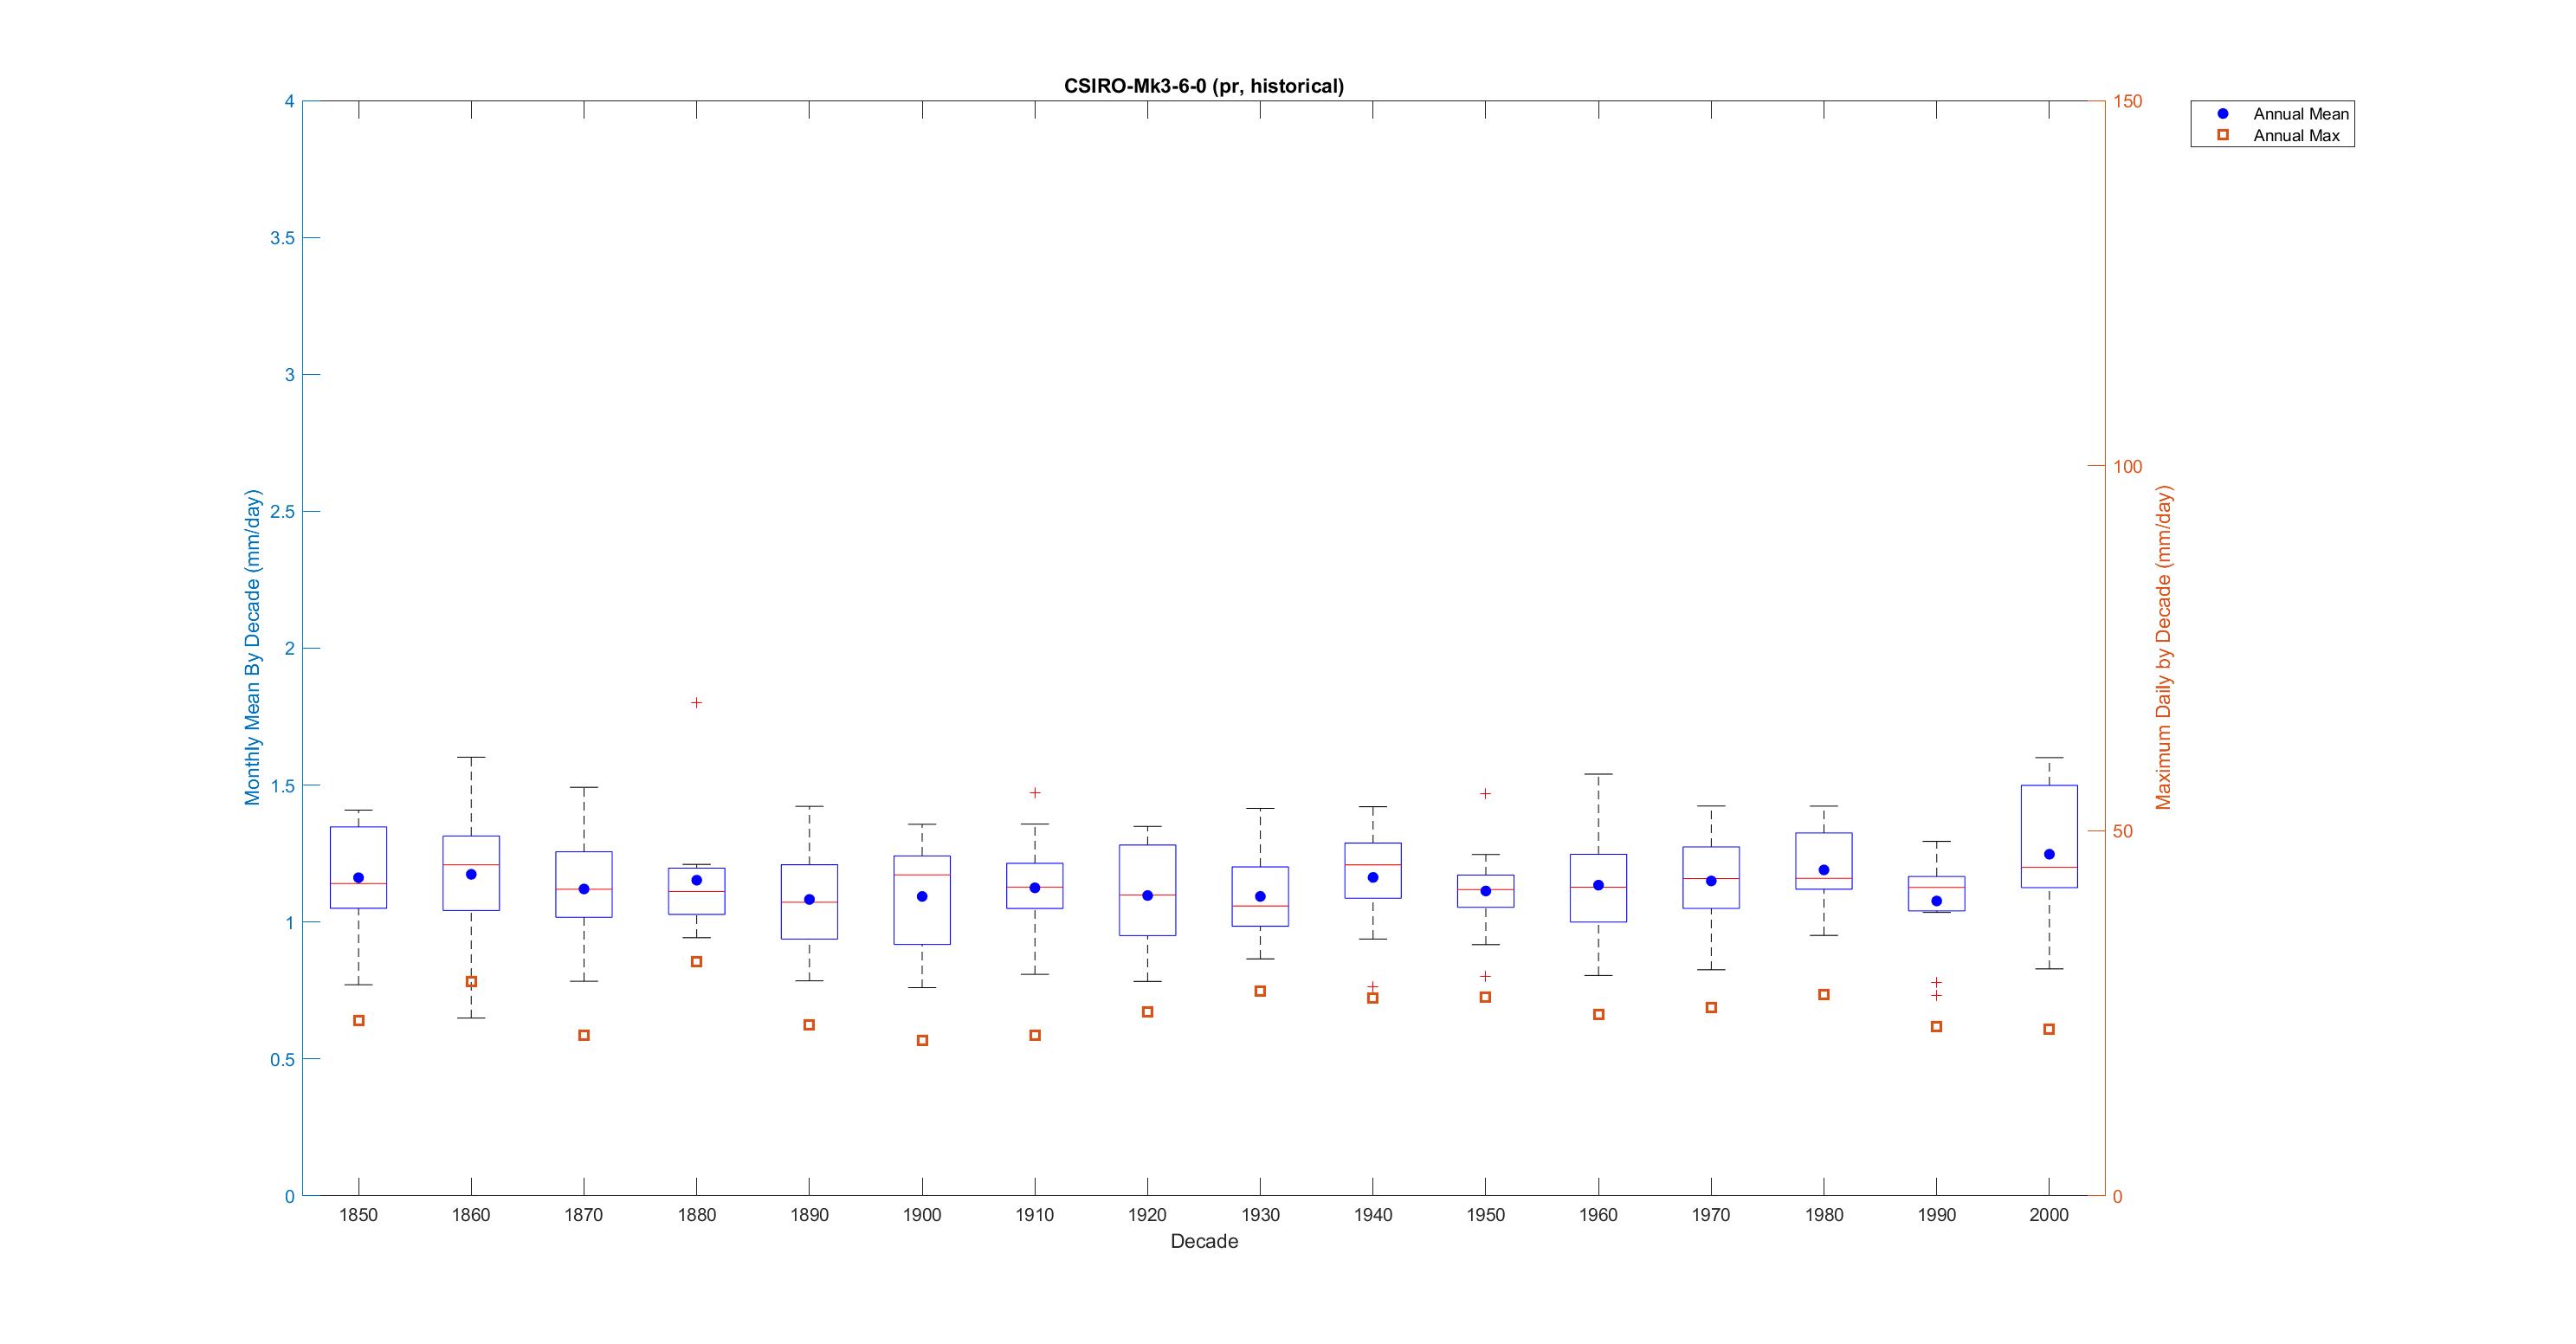 CSIRO-Mk3-6-0 (pr, historical)
Annual Mean
Annual Max
Monthly Mean By Decade (mm/day)
4
3.5
3
2.5
2
1.5
1
0.5
0
Maximum Daily by Decade (mm/day)
150
100
50
0
1850 1860 1870 1880 1890 1900 1910 1920 1930 1940 1950 1960 1970 1980 1990 2000
Decade